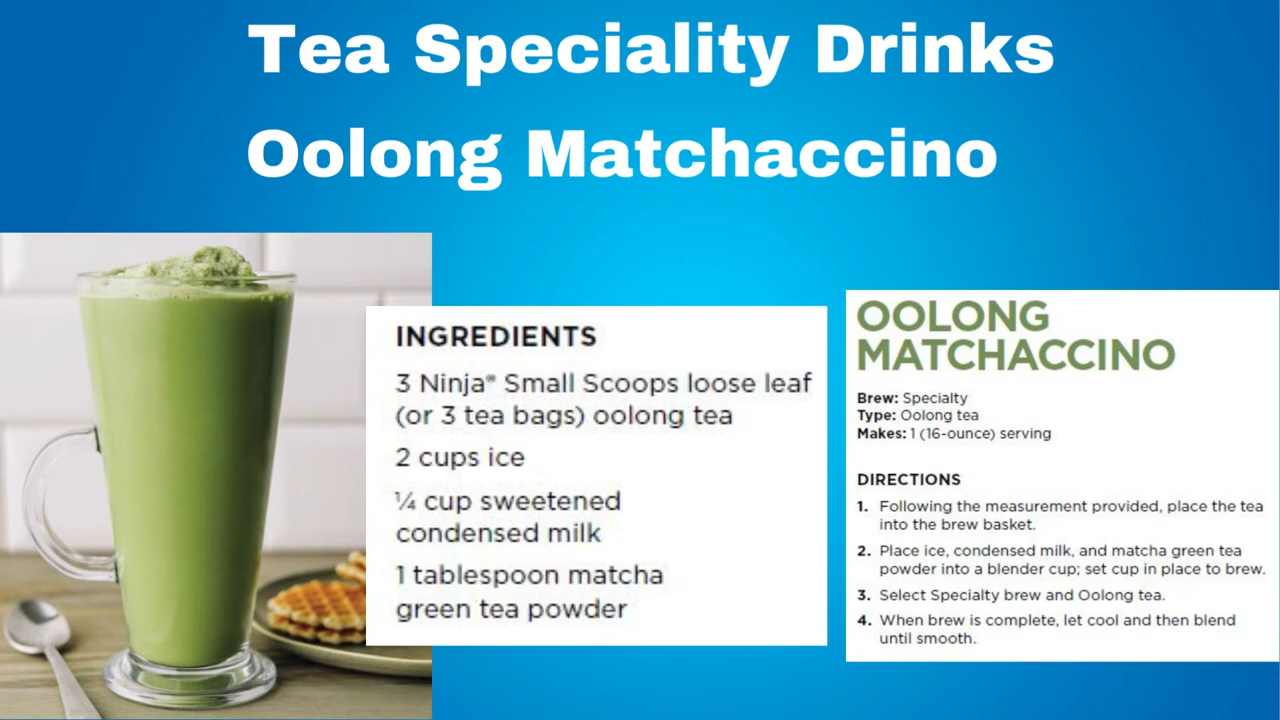 Tea Speciality Drinks
Oolong Matchaccino
INGREDIENTS
3 Ninja® Small Scoops loose leaf
(or 3 tea bags) oolong tea
2 cups ice
¼ cup sweetened
condensed milk
1 tablespoon matcha
green tea powder
OOLONG
MATCHACCINO
Brew: Specialty
Type: Oolong tea
Makes: 1 (16-ounce) serving
DIRECTIONS
1. Following the measurement provided, place the tea
into the brew basket.
2. Place ice, condensed milk, and matcha green tea
powder into a blender cup; set cup in place to brew.
3. Select Specialty brew and Oolong tea.
4. When brew is complete, let cool and then blend
until smooth.